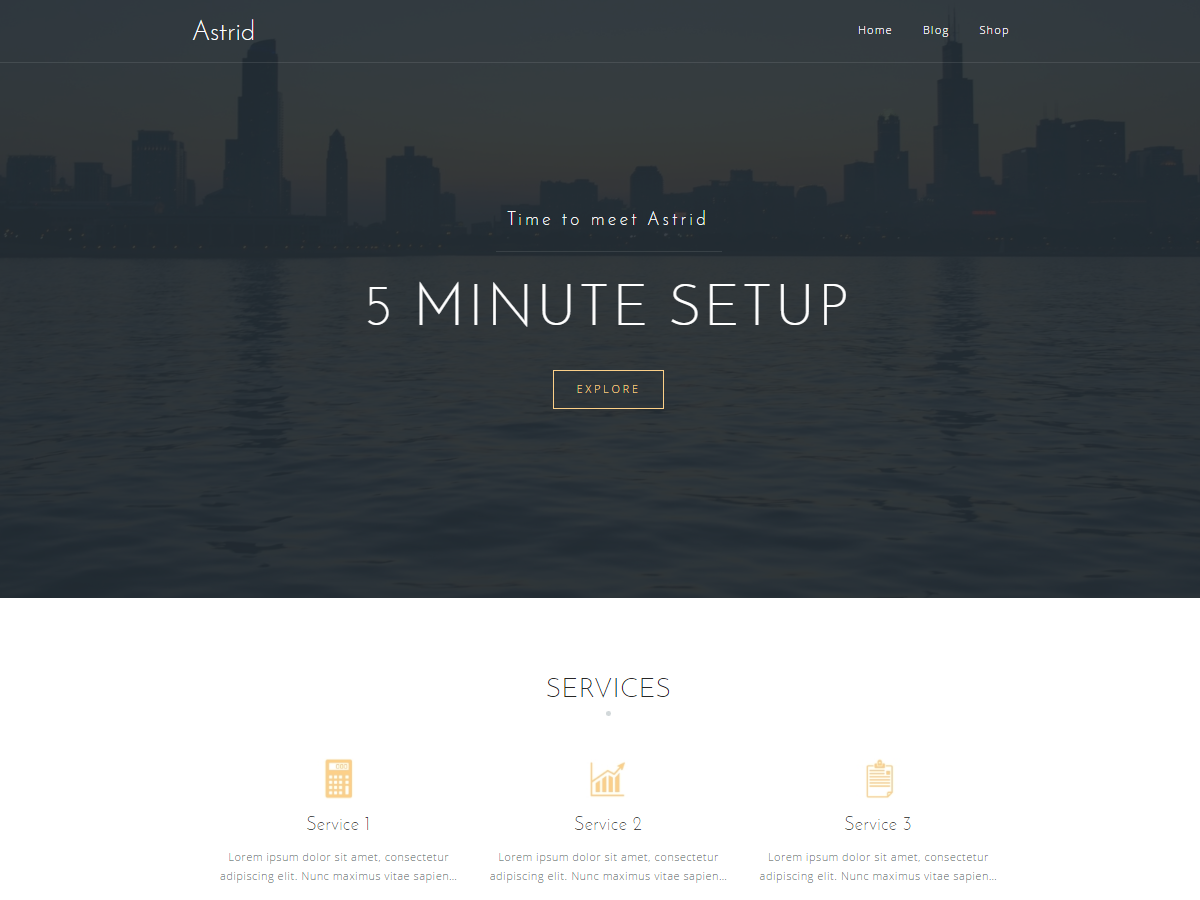 Astrid
Home Blog Shop
Time to meet Astrid
5 MINUTE SETUP
EXPLORE
SERVICES
Service 1
Lorem ipsum dolor sit amet, consectetur
adipiscing elit. Nunc maximus vitae sapien...
Service 2
Lorem ipsum dolor sit amet, consectetur
adipiscing elit. Nunc maximus vitae sapien...
Service 3
Lorem ipsum dolor sit amet, consectetur
adipiscing elit. Nunc maximus vitae sapien...